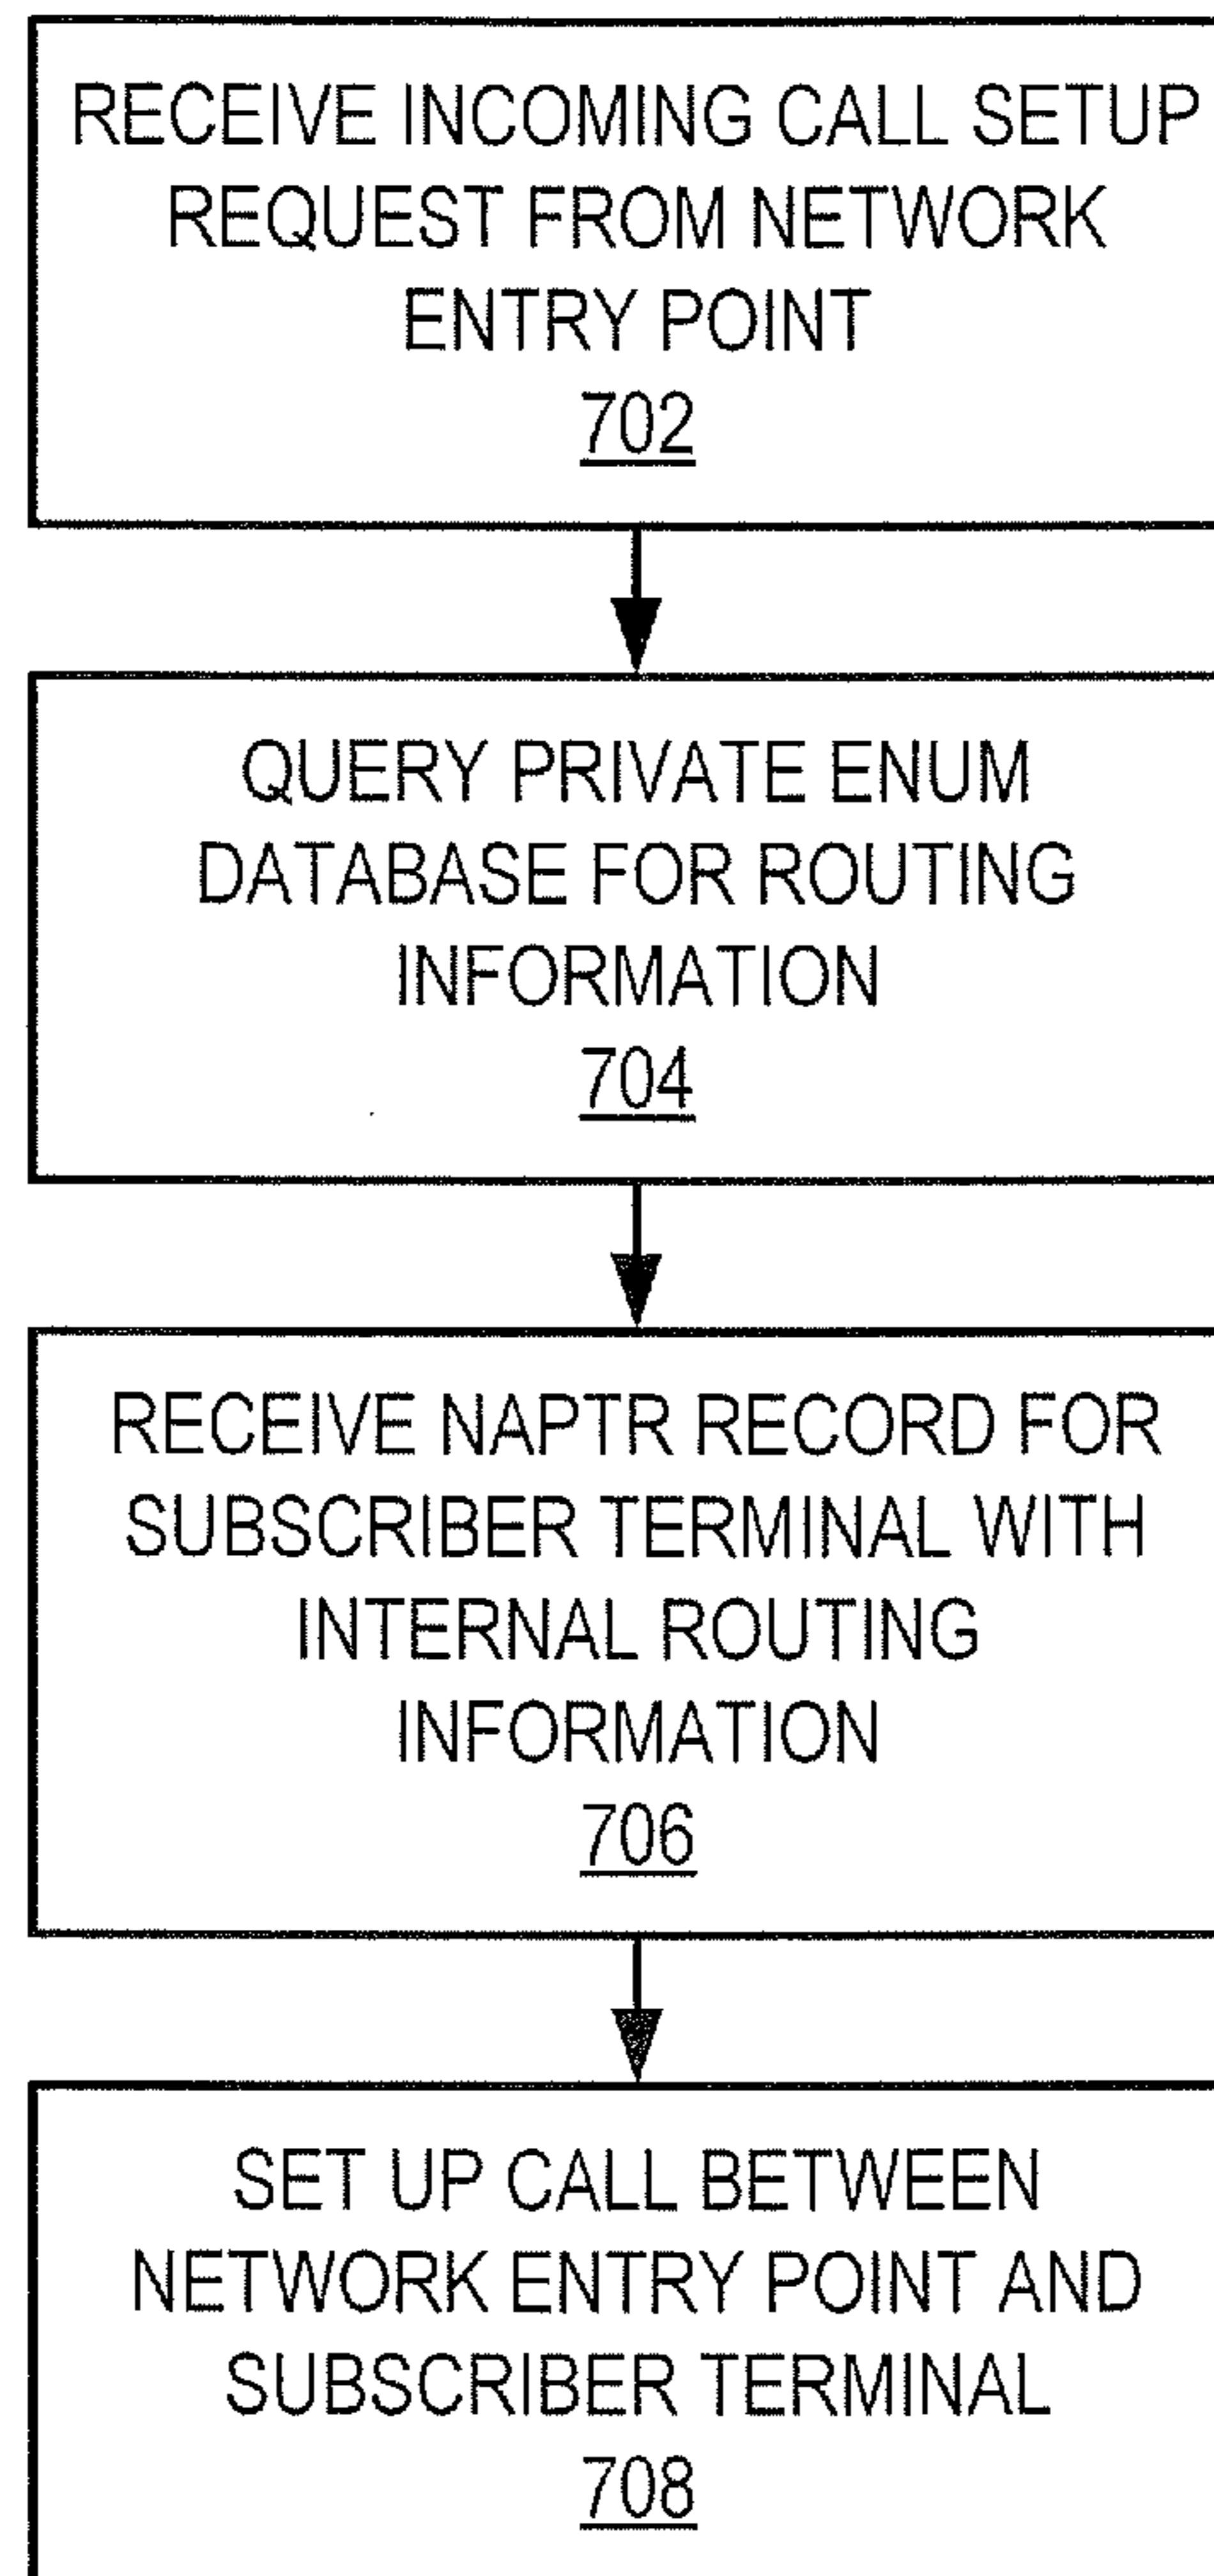 RECEIVE INCOMING CALL SETUP
REQUEST FROM NETWORK
ENTRY POINT
702
QUERY PRIVATE ENUM
DATABASE FOR ROUTING
INFORMATION
704
RECEIVE NAPTR RECORD FOR
SUBSCRIBER TERMINAL WITH
INTERNAL ROUTING
INFORMATION
706
SET UP CALL BETWEEN
NETWORK ENTRY POINT AND
SUBSCRIBER TERMINAL
708